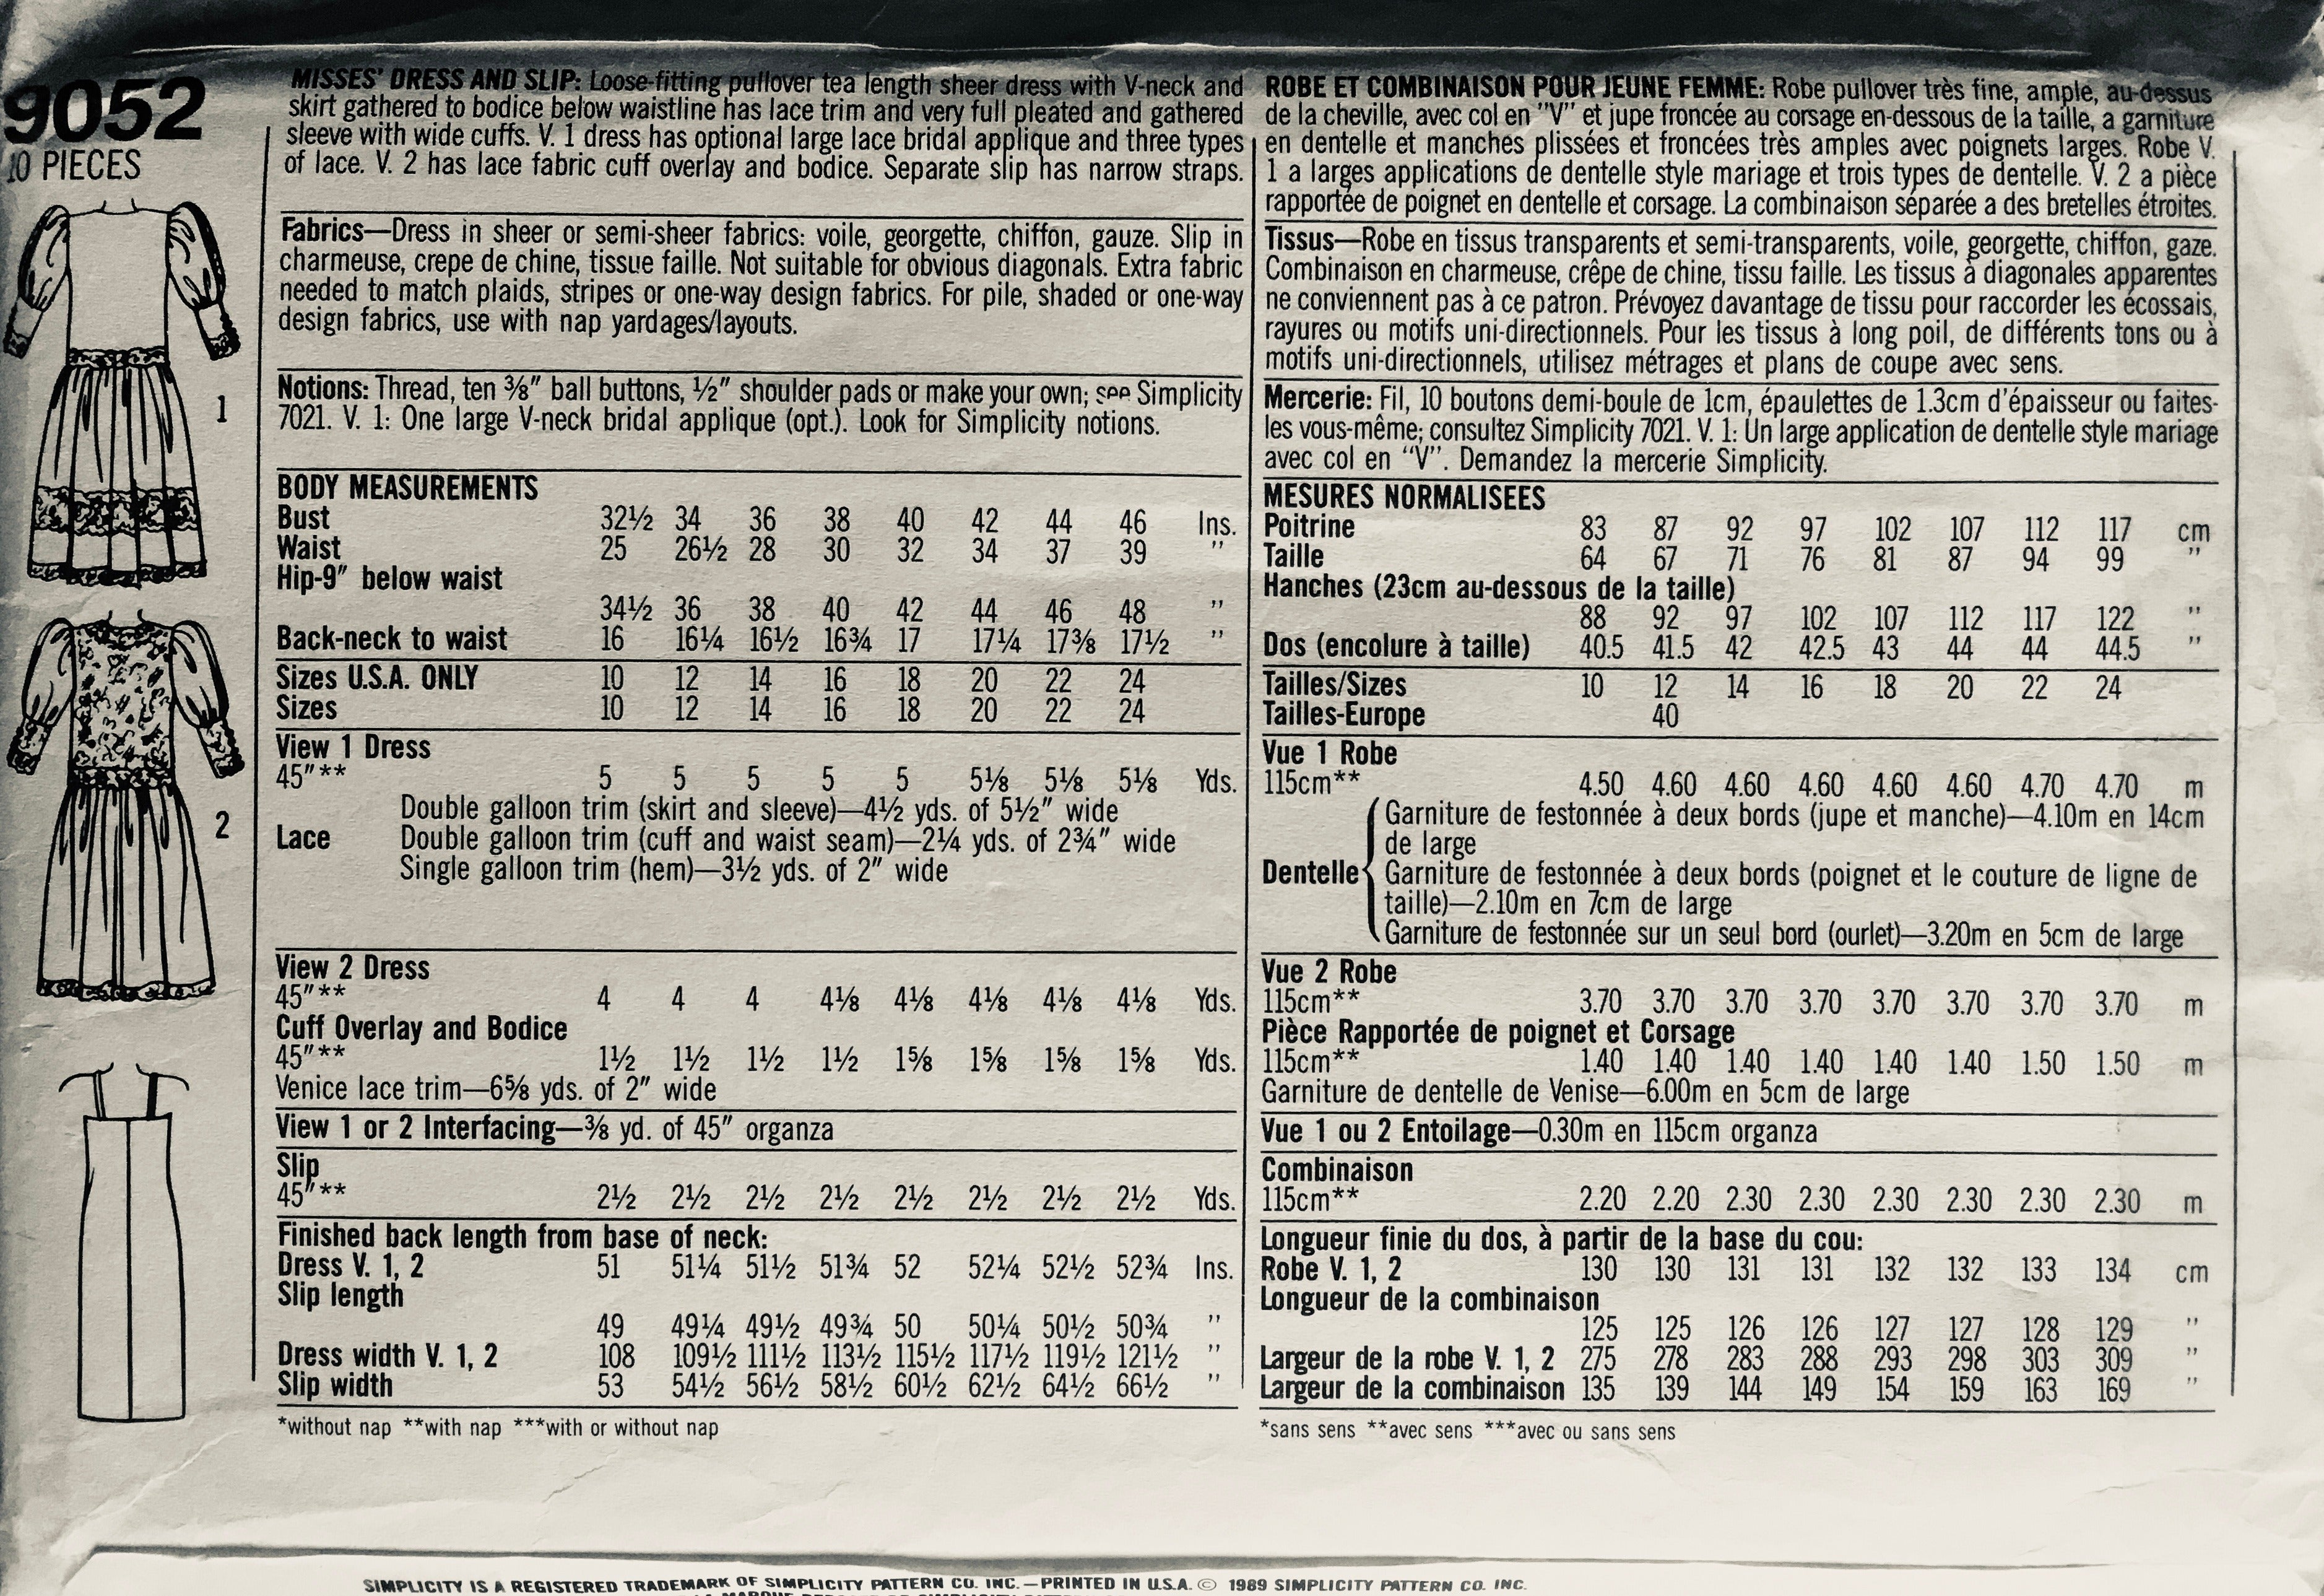 9052
10 PIECES
1
2
MISSES' DRESS AND SLIP: Loose-fitting pullover tea length sheer dress with V-neck and
skirt gathered to bodice below waistline has lace trim and very full pleated and gathered
sleeve with wide cuffs. V. 1 dress has optional large lace bridal applique and three types
of lace. V. 2 has lace fabric cuff overlay and bodice. Separate slip has narrow straps.
Fabrics—Dress in sheer or semi-sheer fabrics: voile, georgette, chiffon, gauze. Slip in
charmeuse, crepe de chine, tissue faille. Not suitable for obvious diagonals. Extra fabric
needed to match plaids, stripes or one-way design fabrics. For pile, shaded or one-way
design fabrics, use with nap yardages/layouts.
Notions: Thread, ten ⅜" ball buttons, ½" shoulder pads or make your own; see Simplicity
7021. V. 1: One large V-neck bridal applique (opt.). Look for Simplicity notions.
BODY MEASUREMENTS
Bust 32½ 34 36 38 40 42 44 46 Ins.
Waist 25 26½ 28 30 32 34 37 39 "
Hip-9" below waist
34½ 36 38 40 42 44 46 48 "
Back-neck to waist 16 16¼ 16½ 16¾ 17 17¼ 17⅜ 17½ "
Sizes U.S.A. ONLY 10 12 14 16 18 20 22 24
Sizes 10 12 14 16 18 20 22 24
View 1 Dress
45"** 5 5 5 5 5 5⅛ 5⅛ 5⅛ Yds.
Double galloon trim (skirt and sleeve)—4½ yds. of 5½" wide
Lace Double galloon trim (cuff and waist seam)—2¼ yds. of 2¾" wide
Single galloon trim (hem)—3½ yds. of 2" wide
View 2 Dress
45"** 4 4 4 4⅛ 4⅛ 4⅛ 4⅛ 4⅛ Yds.
Cuff Overlay and Bodice
45"** 1½ 1½ 1½ 1½ 1⅝ 1⅝ 1⅝ 1⅝ Yds.
Venice lace trim—6⅝ yds. of 2" wide
View 1 or 2 Interfacing—⅜ yd. of 45" organza
Slip
45"** 2½ 2½ 2½ 2½ 2½ 2½ 2½ 2½ Yds.
Finished back length from base of neck:
Dress V. 1, 2 51 51¼ 51½ 51¾ 52 52¼ 52½ 52¾ Ins.
Slip length
49 49¼ 49½ 49¾ 50 50¼ 50½ 50¾ "
Dress width V. 1, 2 108 109½ 111½ 113½ 115½ 117½ 119½ 121½ "
Slip width 53 54½ 56½ 58½ 60½ 62½ 64½ 66½ "
*without nap **with nap ***with or without nap
ROBE ET COMBINAISON POUR JEUNE FEMME: Robe pullover très fine, ample, au-dessus
de la cheville, avec col en "V" et jupe froncée au corsage en-dessous de la taille, a garniture
en dentelle et manches plissées et froncées très amples avec poignets larges. Robe V.
1 a larges applications de dentelle style mariage et trois types de dentelle. V. 2 a pièce
rapportée de poignet en dentelle et corsage. La combinaison séparée a des bretelles étroites.
Tissus—Robe en tissus transparents et semi-transparents, voile, georgette, chiffon, gaze.
Combinaison en charmeuse, crêpe de chine, tissu faille. Les tissus à diagonales apparentes
ne conviennent pas à ce patron. Prévoyez davantage de tissu pour raccorder les écossais,
rayures ou motifs uni-directionnels. Pour les tissus à long poil, de différents tons ou à
motifs uni-directionnels, utilisez métrages et plans de coupe avec sens.
Mercerie: Fil, 10 boutons demi-boule de 1cm, épaulettes de 1.3cm d'épaisseur ou faites-
les vous-même; consultez Simplicity 7021. V. 1: Un large application de dentelle style mariage
avec col en "V". Demandez la mercerie Simplicity.
MESURES NORMALISEES
Poitrine 83 87 92 97 102 107 112 117 cm
Taille 64 67 71 76 81 87 94 99 "
Hanches (23cm au-dessous de la taille)
88 92 97 102 107 112 117 122 "
Dos (encolure à taille) 40.5 41.5 42 42.5 43 44 44 44.5 "
Tailles/Sizes 10 12 14 16 18 20 22 24
Tailles-Europe 40
Vue 1 Robe
115cm** 4.50 4.60 4.60 4.60 4.60 4.60 4.70 4.70 m
Garniture de festonnée à deux bords (jupe et manche)—4.10m en 14cm
de large
Dentelle Garniture de festonnée à deux bords (poignet et le couture de ligne de
taille)—2.10m en 7cm de large
Garniture de festonnée sur un seul bord (ourlet)—3.20m en 5cm de large
Vue 2 Robe
115cm** 3.70 3.70 3.70 3.70 3.70 3.70 3.70 3.70 m
Pièce Rapportée de poignet et Corsage
115cm** 1.40 1.40 1.40 1.40 1.40 1.40 1.50 1.50 m
Garniture de dentelle de Venise—6.00m en 5cm de large
Vue 1 ou 2 Entoilage—0.30m en 115cm organza
Combinaison
115cm** 2.20 2.20 2.30 2.30 2.30 2.30 2.30 2.30 m
Longueur finie du dos, à partir de la base du cou:
Robe V. 1, 2 130 130 131 131 132 132 133 134 cm
Longueur de la combinaison
125 125 126 126 127 127 128 129 "
Largeur de la robe V. 1, 2 275 278 283 288 293 298 303 309 "
Largeur de la combinaison 135 139 144 149 154 159 163 169 "
*sans sens **avec sens ***avec ou sans sens
SIMPLICITY IS A REGISTERED TRADEMARK OF SIMPLICITY PATTERN CO. INC.—PRINTED IN U.S.A. © 1989 SIMPLICITY PATTERN CO. INC.